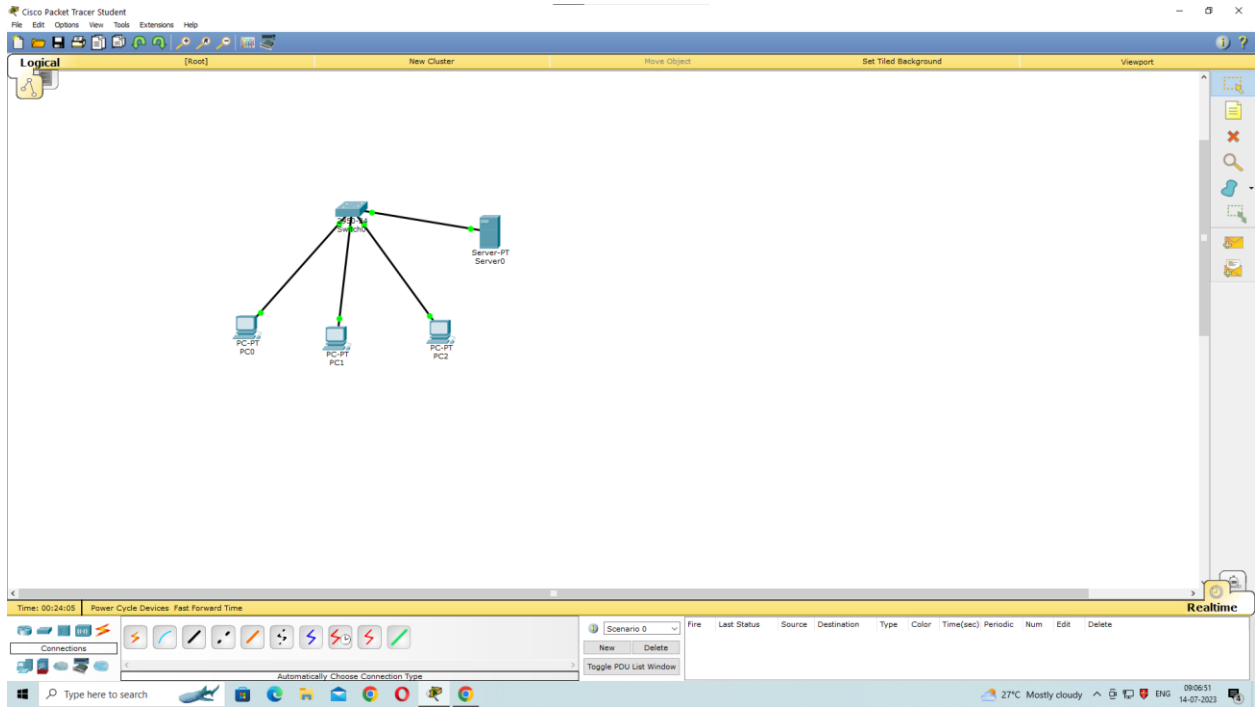 Cisco Packet Tracer Student
File Edit Options View Tools Extensions Help
Logical [Root] New Cluster Move Object Set Tiled Background Viewport
Switch0
Server-PT
Server0
PC-PT
PC0
PC-PT
PC1
PC-PT
PC2
Time: 00:24:05 Power Cycle Devices Fast Forward Time Realtime
Connections
Automatically Choose Connection Type
Scenario 0
New Delete
Toggle PDU List Window
Fire Last Status Source Destination Type Color Time(sec) Periodic Num Edit Delete
Type here to search
27°C Mostly cloudy ENG 09:06:51
14-07-2023